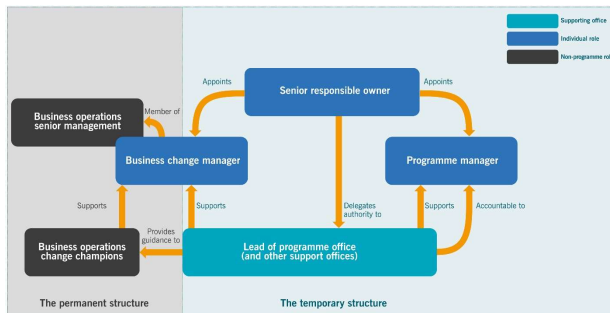 Supporting office
Individual role
Non-programme rol
Appoints
Senior responsible owner
Appoints
Member of
Business operations
senior management
Business change manager
Programme manager
Supports
Supports
Delegates
authority to
Supports
Accountable to
Provides
guidance to
Business operations
change champions
Lead of programme office
(and other support offices)
The permanent structure
The temporary structure